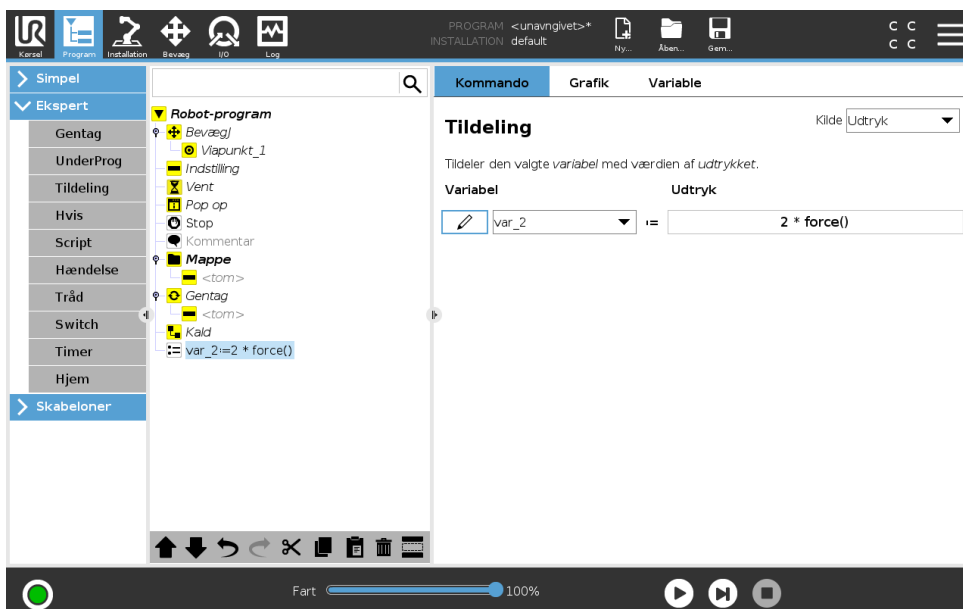 PROGRAM <unavngivet>*
INSTALLATION default
UR
Kørsel
Program
Installation
Bevæg
I/O
Log
Ny...
Åben...
Gem...
C C
C C
Simpel
Ekspert
Gentag
UnderProg
Tildeling
Hvis
Script
Hændelse
Tråd
Switch
Timer
Hjem
Skabeloner
Robot-program
BevægJ
Viapunkt_1
Indstilling
Vent
Pop op
Stop
Kommentar
Mappe
<tom>
Gentag
<tom>
Kald
var_2:=2 * force()
Kommando Grafik Variable
Tildeling
Kilde Udtryk
Tildeler den valgte variabel med værdien af udtrykket.
Variabel Udtryk
var_2 := 2 * force()
Fart 100%